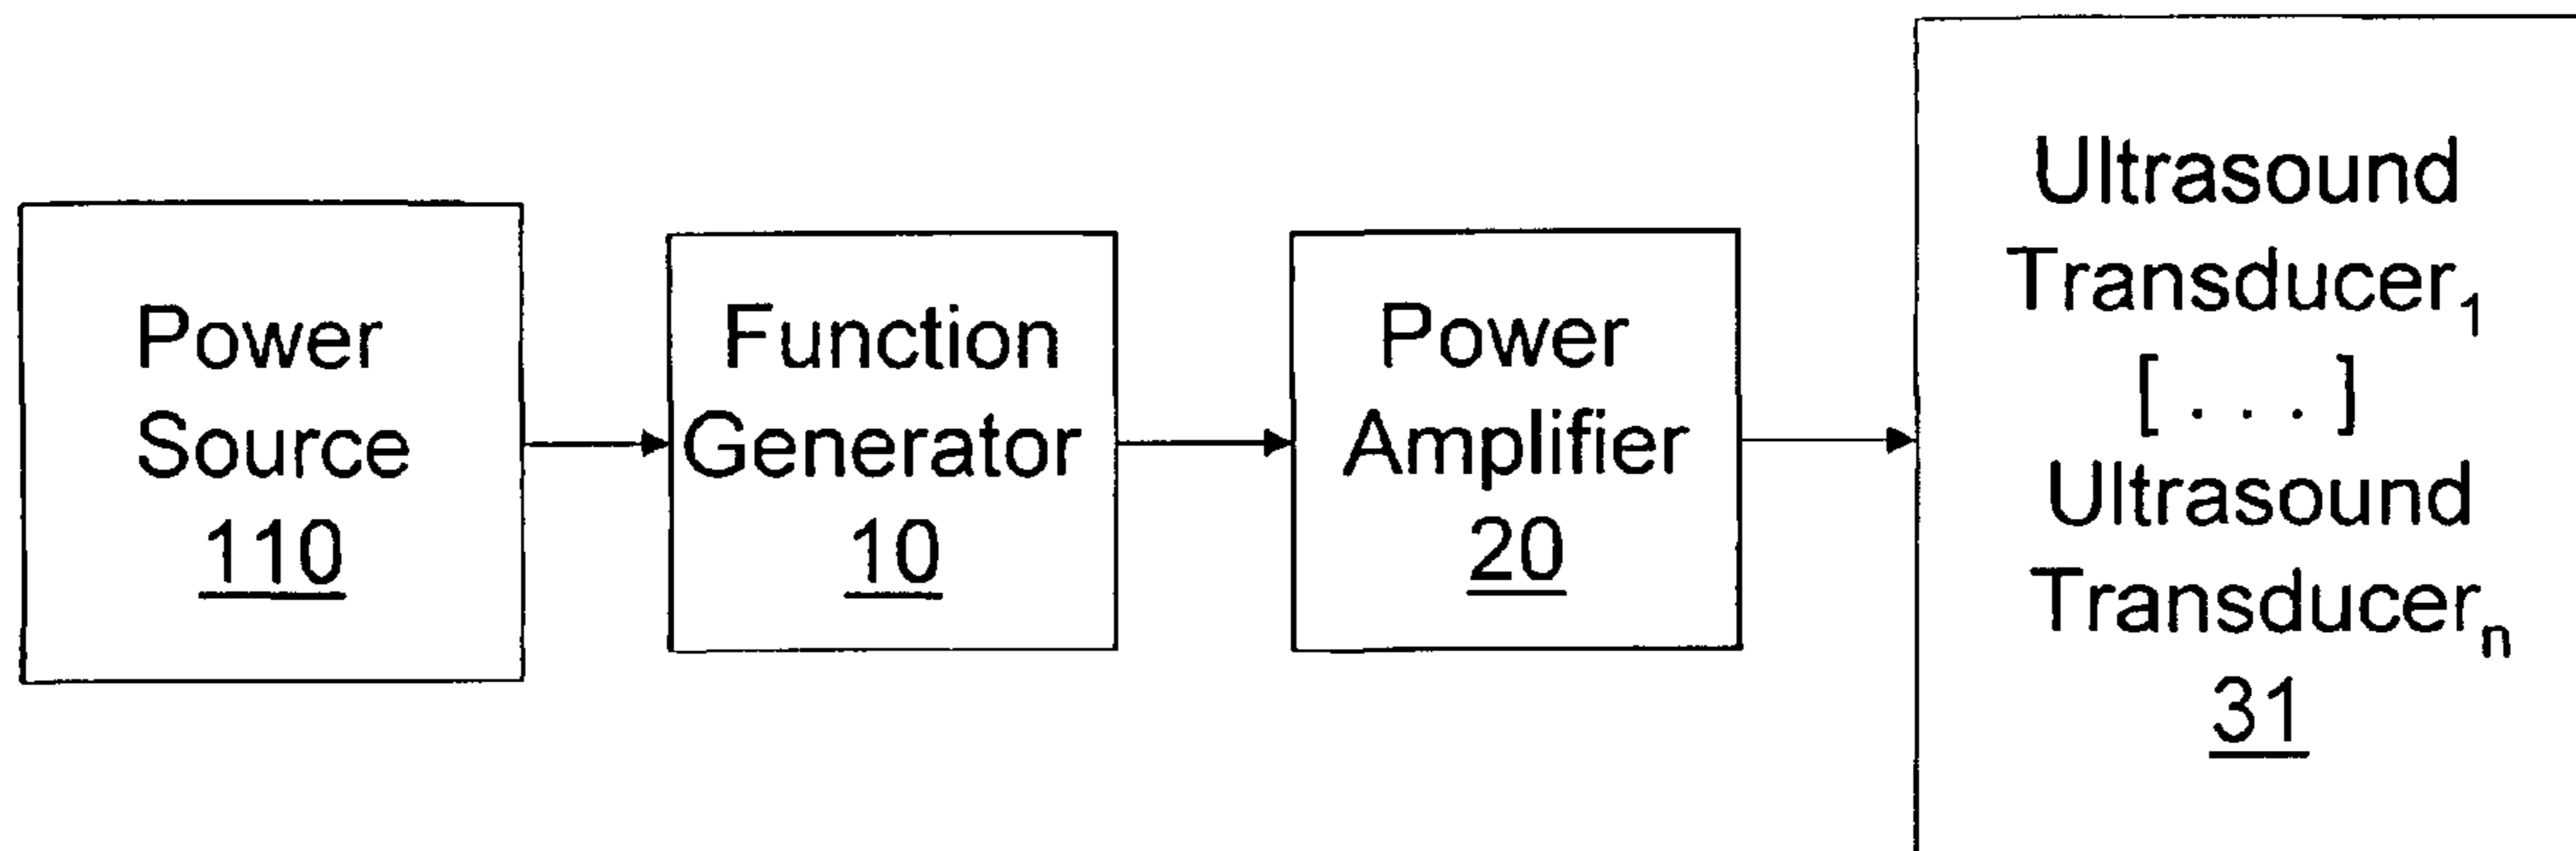 Power
Source
110
Function
Generator
10
Power
Amplifier
20
Ultrasound
Transducer₁
[ . . . ]
Ultrasound
Transducerₙ
31